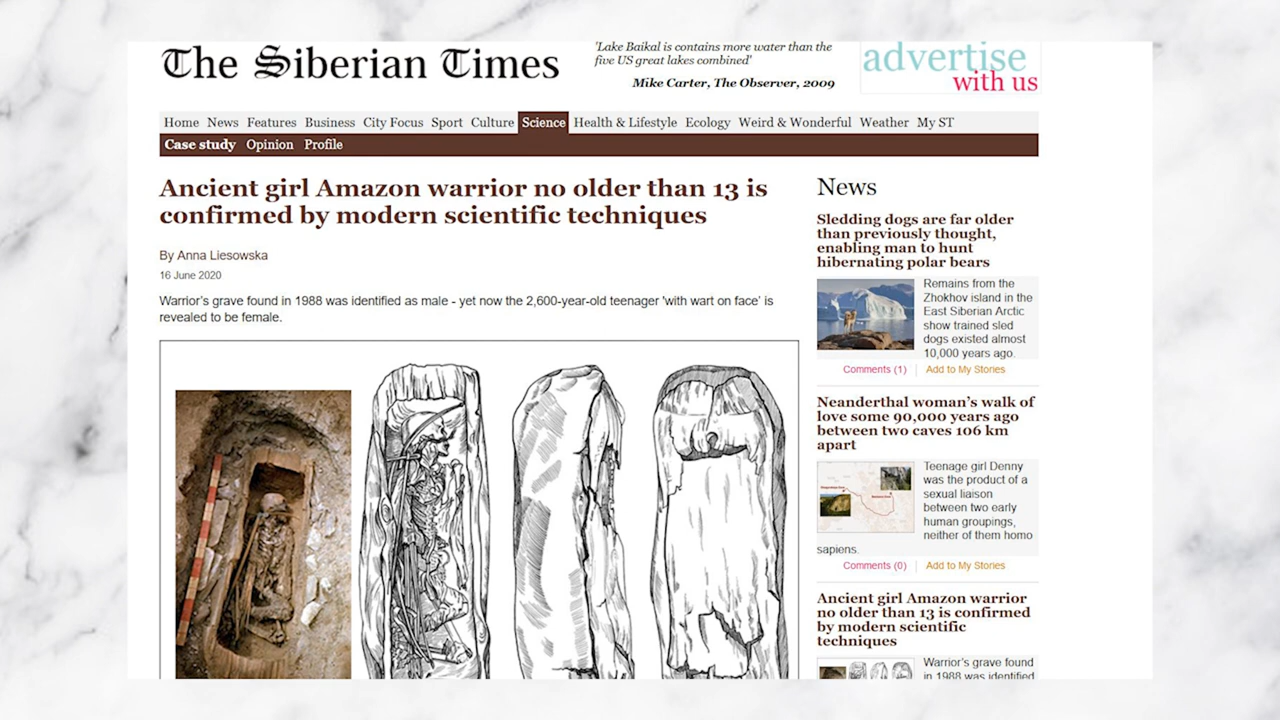 The Siberian Times
'Lake Baikal is contains more water than the
five US great lakes combined'
Mike Carter, The Observer, 2009
advertise
with us
Home News Features Business City Focus Sport Culture Science Health & Lifestyle Ecology Weird & Wonderful Weather My ST
Case study Opinion Profile
Ancient girl Amazon warrior no older than 13 is
confirmed by modern scientific techniques
By Anna Liesowska
16 June 2020
Warrior's grave found in 1988 was identified as male - yet now the 2,600-year-old teenager 'with wart on face' is
revealed to be female.
News
Sledding dogs are far older
than previously thought,
enabling man to hunt
hibernating polar bears
Remains from the
Zhokhov island in the
East Siberian Arctic
show trained sled
dogs existed almost
10,000 years ago.
Comments (1) Add to My Stories
Neanderthal woman's walk of
love some 90,000 years ago
between two caves 106 km
apart
Teenage girl Denny
was the product of a
sexual liaison
between two early
human groupings,
neither of them homo
sapiens.
Comments (0) Add to My Stories
Ancient girl Amazon warrior
no older than 13 is confirmed
by modern scientific
techniques
Warrior's grave found
in 1988 was identified